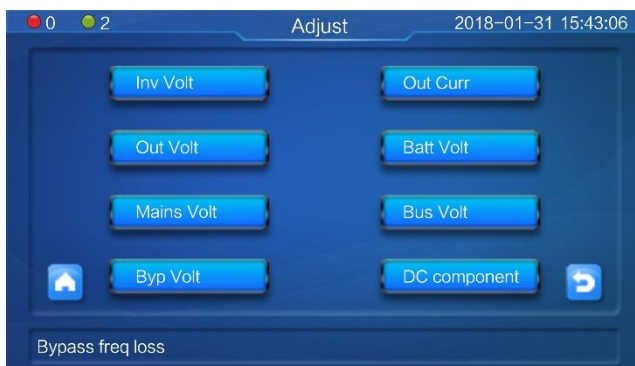 0 2 Adjust 2018-01-31 15:43:06
Inv Volt Out Curr
Out Volt Batt Volt
Mains Volt Bus Volt
Byp Volt DC component
Bypass freq loss